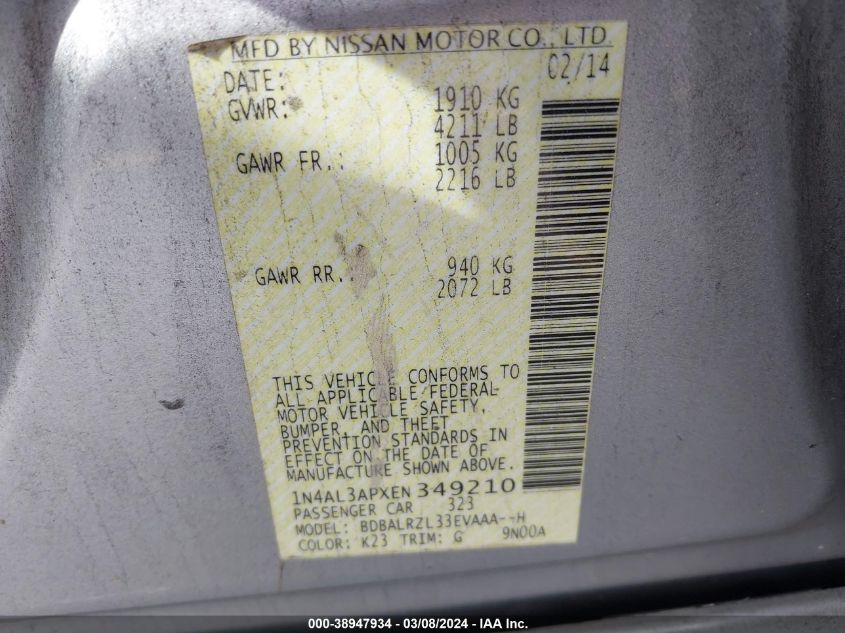 MFD BY NISSAN MOTOR CO., LTD.
DATE: 02/14
GVWR: 1910 KG
4211 LB
GAWR FR.: 1005 KG
2216 LB
GAWR RR.: 940 KG
2072 LB
THIS VEHICLE CONFORMS TO
ALL APPLICABLE FEDERAL
MOTOR VEHICLE SAFETY,
BUMPER, AND THEFT
PREVENTION STANDARDS IN
EFFECT ON THE DATE OF
MANUFACTURE SHOWN ABOVE.
1N4AL3APXEN 349210
PASSENGER CAR 323
MODEL: BDBALRZL33EVAAA--H
COLOR: K23 TRIM: G 9N00A
000-38947934 - 03/08/2024 - IAA Inc.